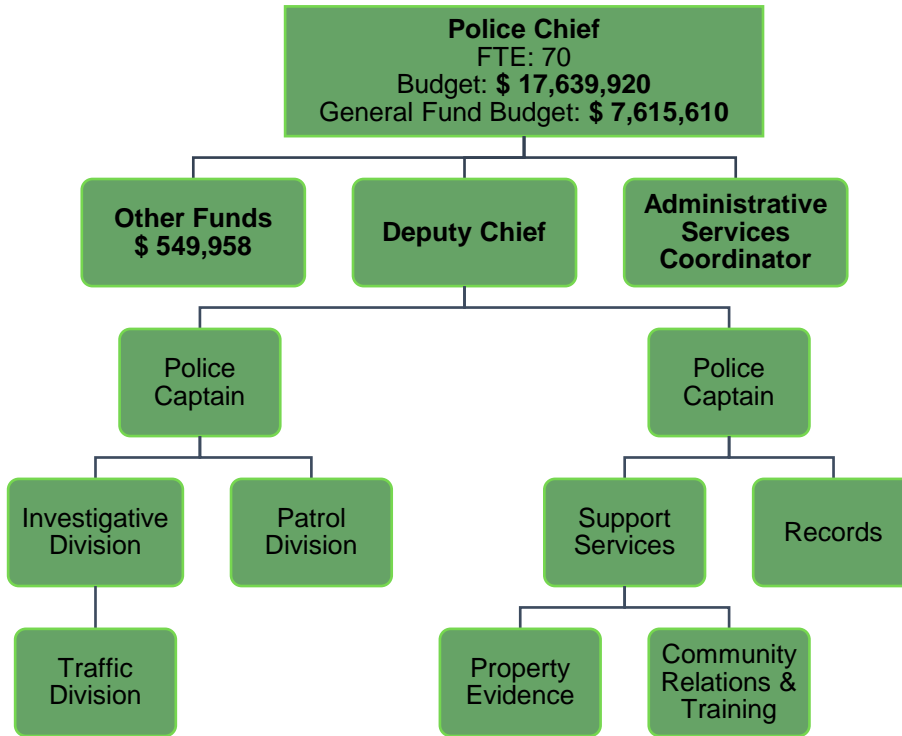 Police Chief
FTE: 70
Budget: $ 17,639,920
General Fund Budget: $ 7,615,610
Other Funds
$ 549,958
Deputy Chief
Administrative
Services
Coordinator
Police
Captain
Police
Captain
Investigative
Division
Patrol
Division
Support
Services
Records
Traffic
Division
Property
Evidence
Community
Relations &
Training